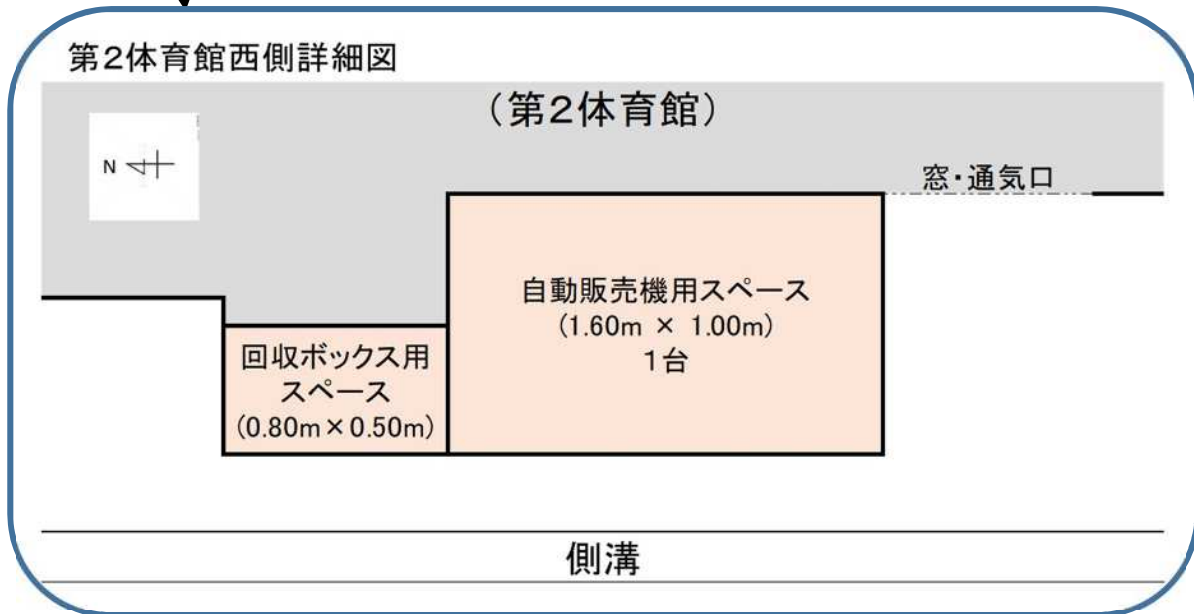 第2体育館西側詳細図
（第2体育館）
N
窓・通気口
自動販売機用スペース
（1.60m × 1.00m）
1台
回収ボックス用
スペース
（0.80m×0.50m）
側溝